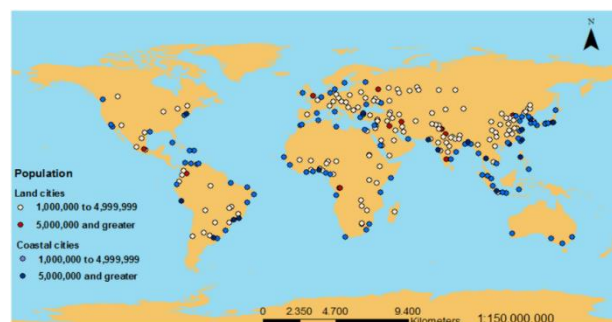 N
Population
Land cities
1,000,000 to 4,999,999
5,000,000 and greater
Coastal cities
1,000,000 to 4,999,999
5,000,000 and greater
0 2.350 4.700 9.400
Kilometers 1:150 000 000